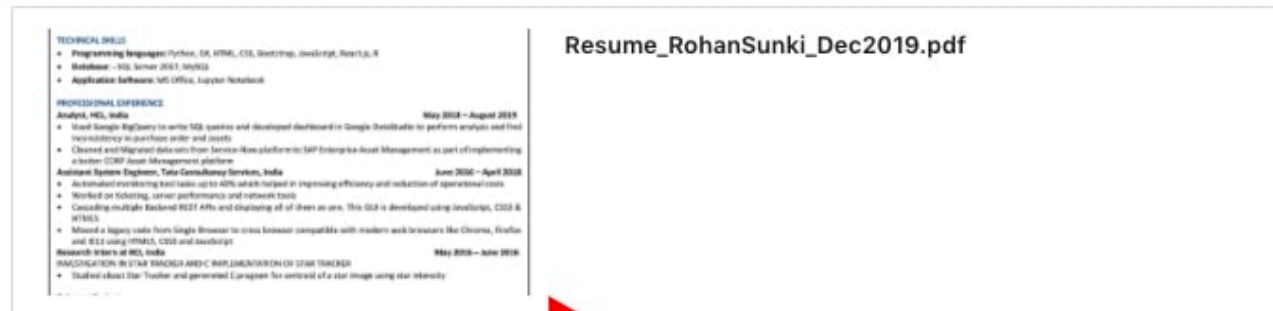 TECHNICAL SKILLS
Programming languages: Python, C#, HTML, CSS, Bootstrap, JavaScript, React.js, R
Database: - SQL Server 2017, MySQL
Application Software: MS Office, Jupyter Notebook
PROFESSIONAL EXPERIENCE
Analyst, HCL, India May 2018 – August 2019
Used Google BigQuery to write SQL queries and developed dashboard in Google DataStudio to perform analysis and find
inconsistency in purchase order and assets
Cleaned and Migrated data sets from Service-Now platform to SAP Enterprise Asset Management as part of implementing
a better CORP Asset Management platform
Assistant System Engineer, Tata Consultancy Services, India June 2016 – April 2018
Automated monitoring tool tasks up to 40% which helped in improving efficiency and reduction of operational costs
Worked on ticketing, server performance and network tools
Cascading multiple Backend REST APIs and displaying all of them as one. This GUI is developed using JavaScript, CSS3 &
HTML5
Moved a legacy code from Single Browser to cross browser compatible with modern web browsers like Chrome, Firefox
and IE11 using HTML5, CSS3 and JavaScript
Research Intern at RCI, India May 2016 – June 2016
INVESTIGATION IN STAR TRACKER AND C IMPLEMENTATION OF STAR TRACKER
Studied about Star Tracker and generated C program for centroid of a star image using star intensity
Resume_RohanSunki_Dec2019.pdf